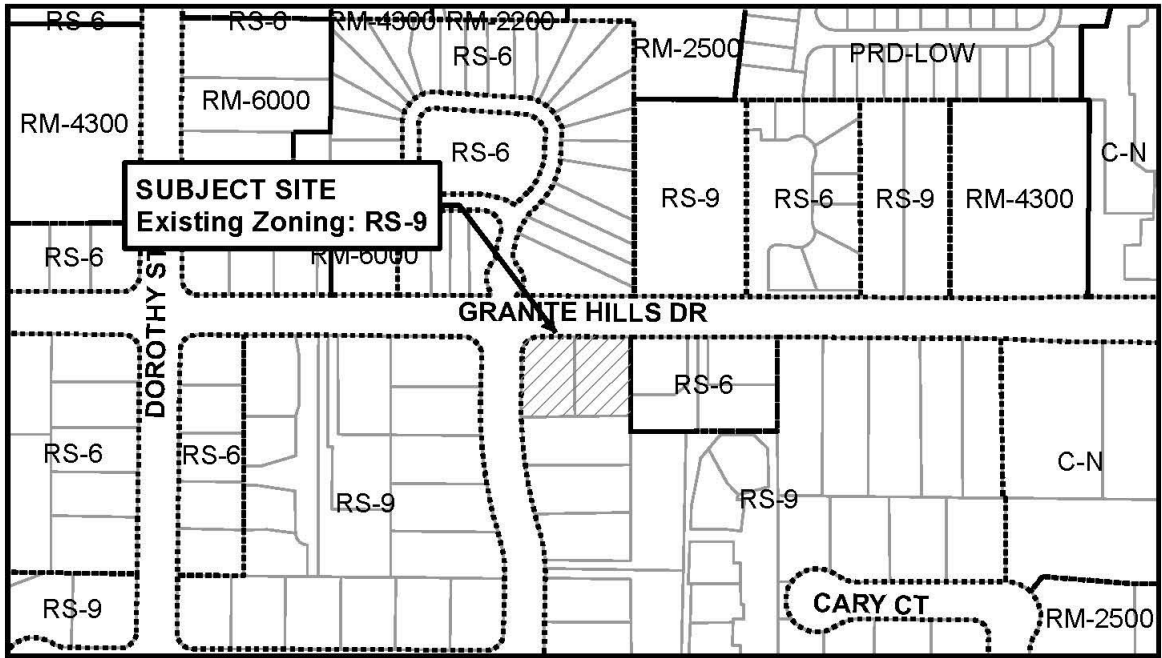 RS-6
RS-6
RM-4300
RM-2200
RS-6
RM-2500
PRD-LOW
RM-6000
RM-4300
RS-6
C-N
SUBJECT SITE
Existing Zoning: RS-9
RS-9
RS-6
RS-9
RM-4300
RS-6
RM-6000
DOROTHY ST
GRANITE HILLS DR
RS-6
RS-6
RS-6
RS-9
RS-9
C-N
RS-9
CARY CT
RM-2500